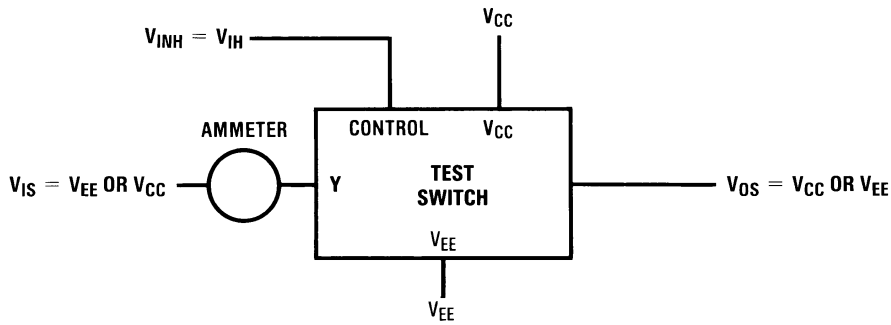 V_CC
V_INH = V_IH
AMMETER
CONTROL
V_CC
V_IS = V_EE OR V_CC
Y
TEST
SWITCH
V_OS = V_CC OR V_EE
V_EE
V_EE